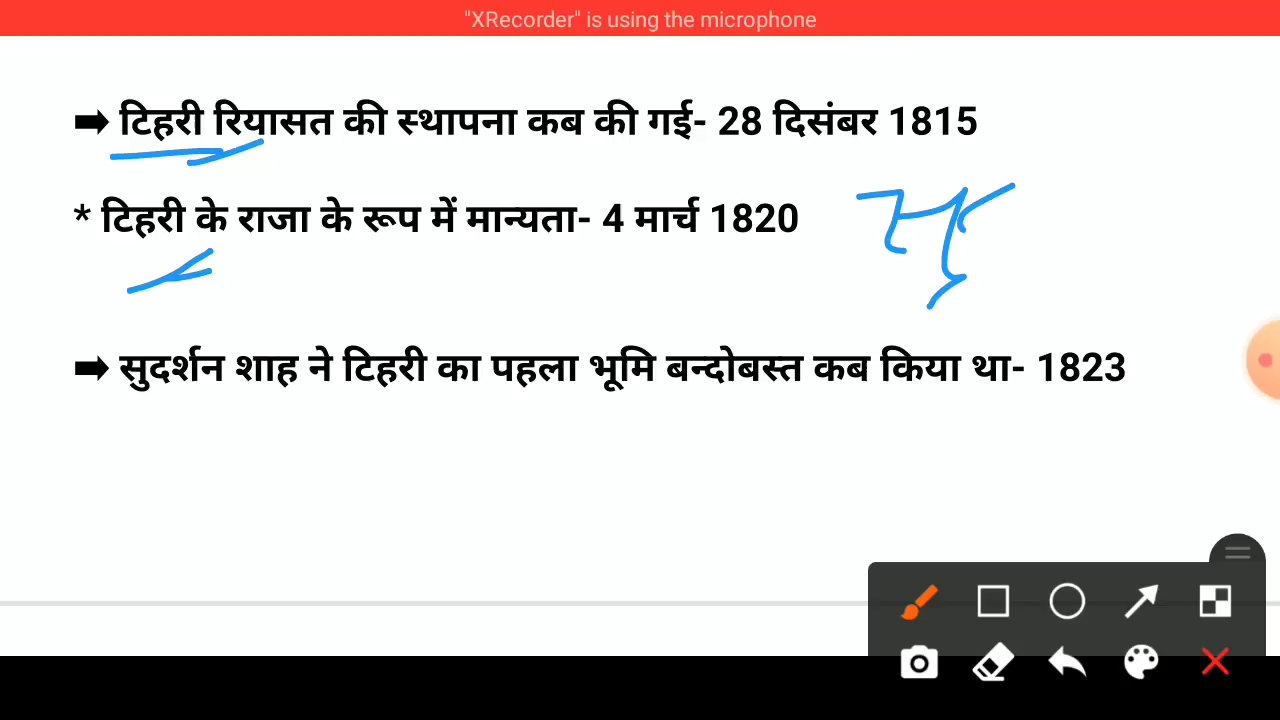 "XRecorder" is using the microphone
➡ टिहरी रियासत की स्थापना कब की गई- 28 दिसंबर 1815
* टिहरी के राजा के रूप में मान्यता- 4 मार्च 1820
➡ सुदर्शन शाह ने टिहरी का पहला भूमि बन्दोबस्त कब किया था- 1823